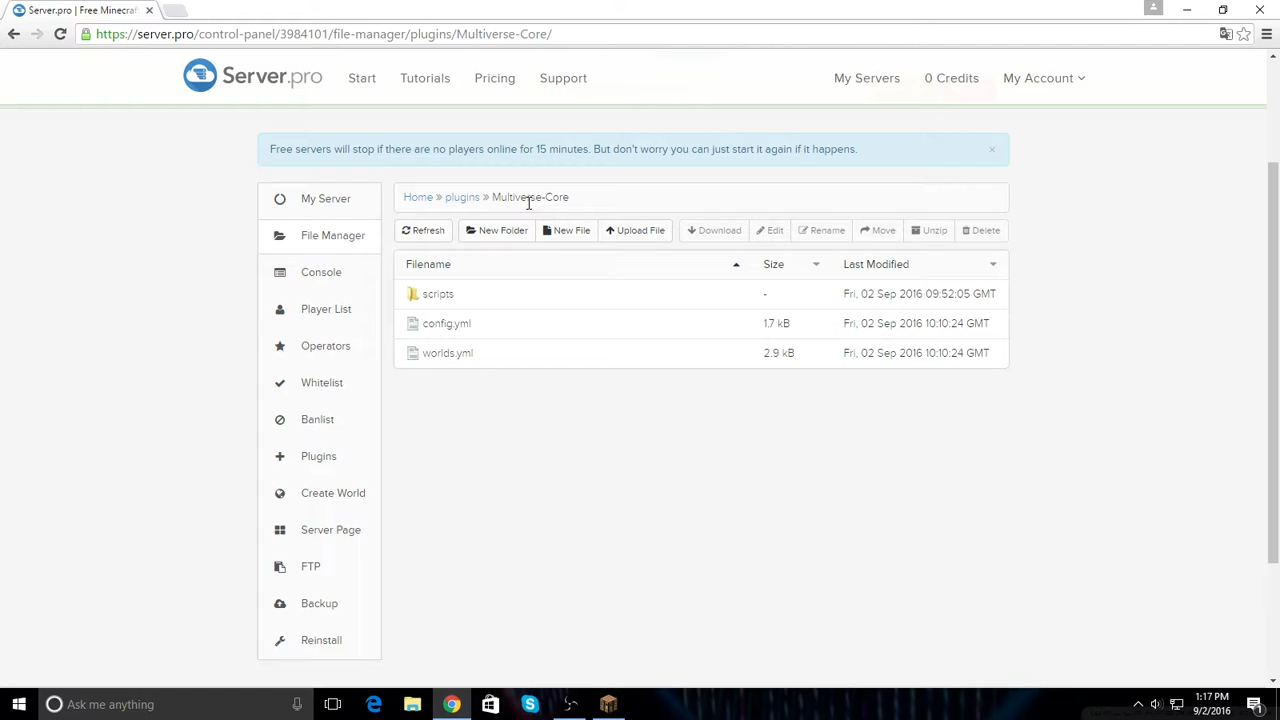 Server.pro | Free Minecraf
https://server.pro/control-panel/3984101/file-manager/plugins/Multiverse-Core/
Server.pro Start Tutorials Pricing Support My Servers 0 Credits My Account
Free servers will stop if there are no players online for 15 minutes. But don't worry you can just start it again if it happens. ×
My Server
File Manager
Console
Player List
Operators
Whitelist
Banlist
Plugins
Create World
Server Page
FTP
Backup
Reinstall
Home » plugins » Multiverse-Core
Refresh New Folder New File Upload File Download Edit Rename Move Unzip Delete
Filename Size Last Modified
scripts - Fri, 02 Sep 2016 09:52:05 GMT
config.yml 1.7 kB Fri, 02 Sep 2016 10:10:24 GMT
worlds.yml 2.9 kB Fri, 02 Sep 2016 10:10:24 GMT
Ask me anything
1:17 PM
9/2/2016